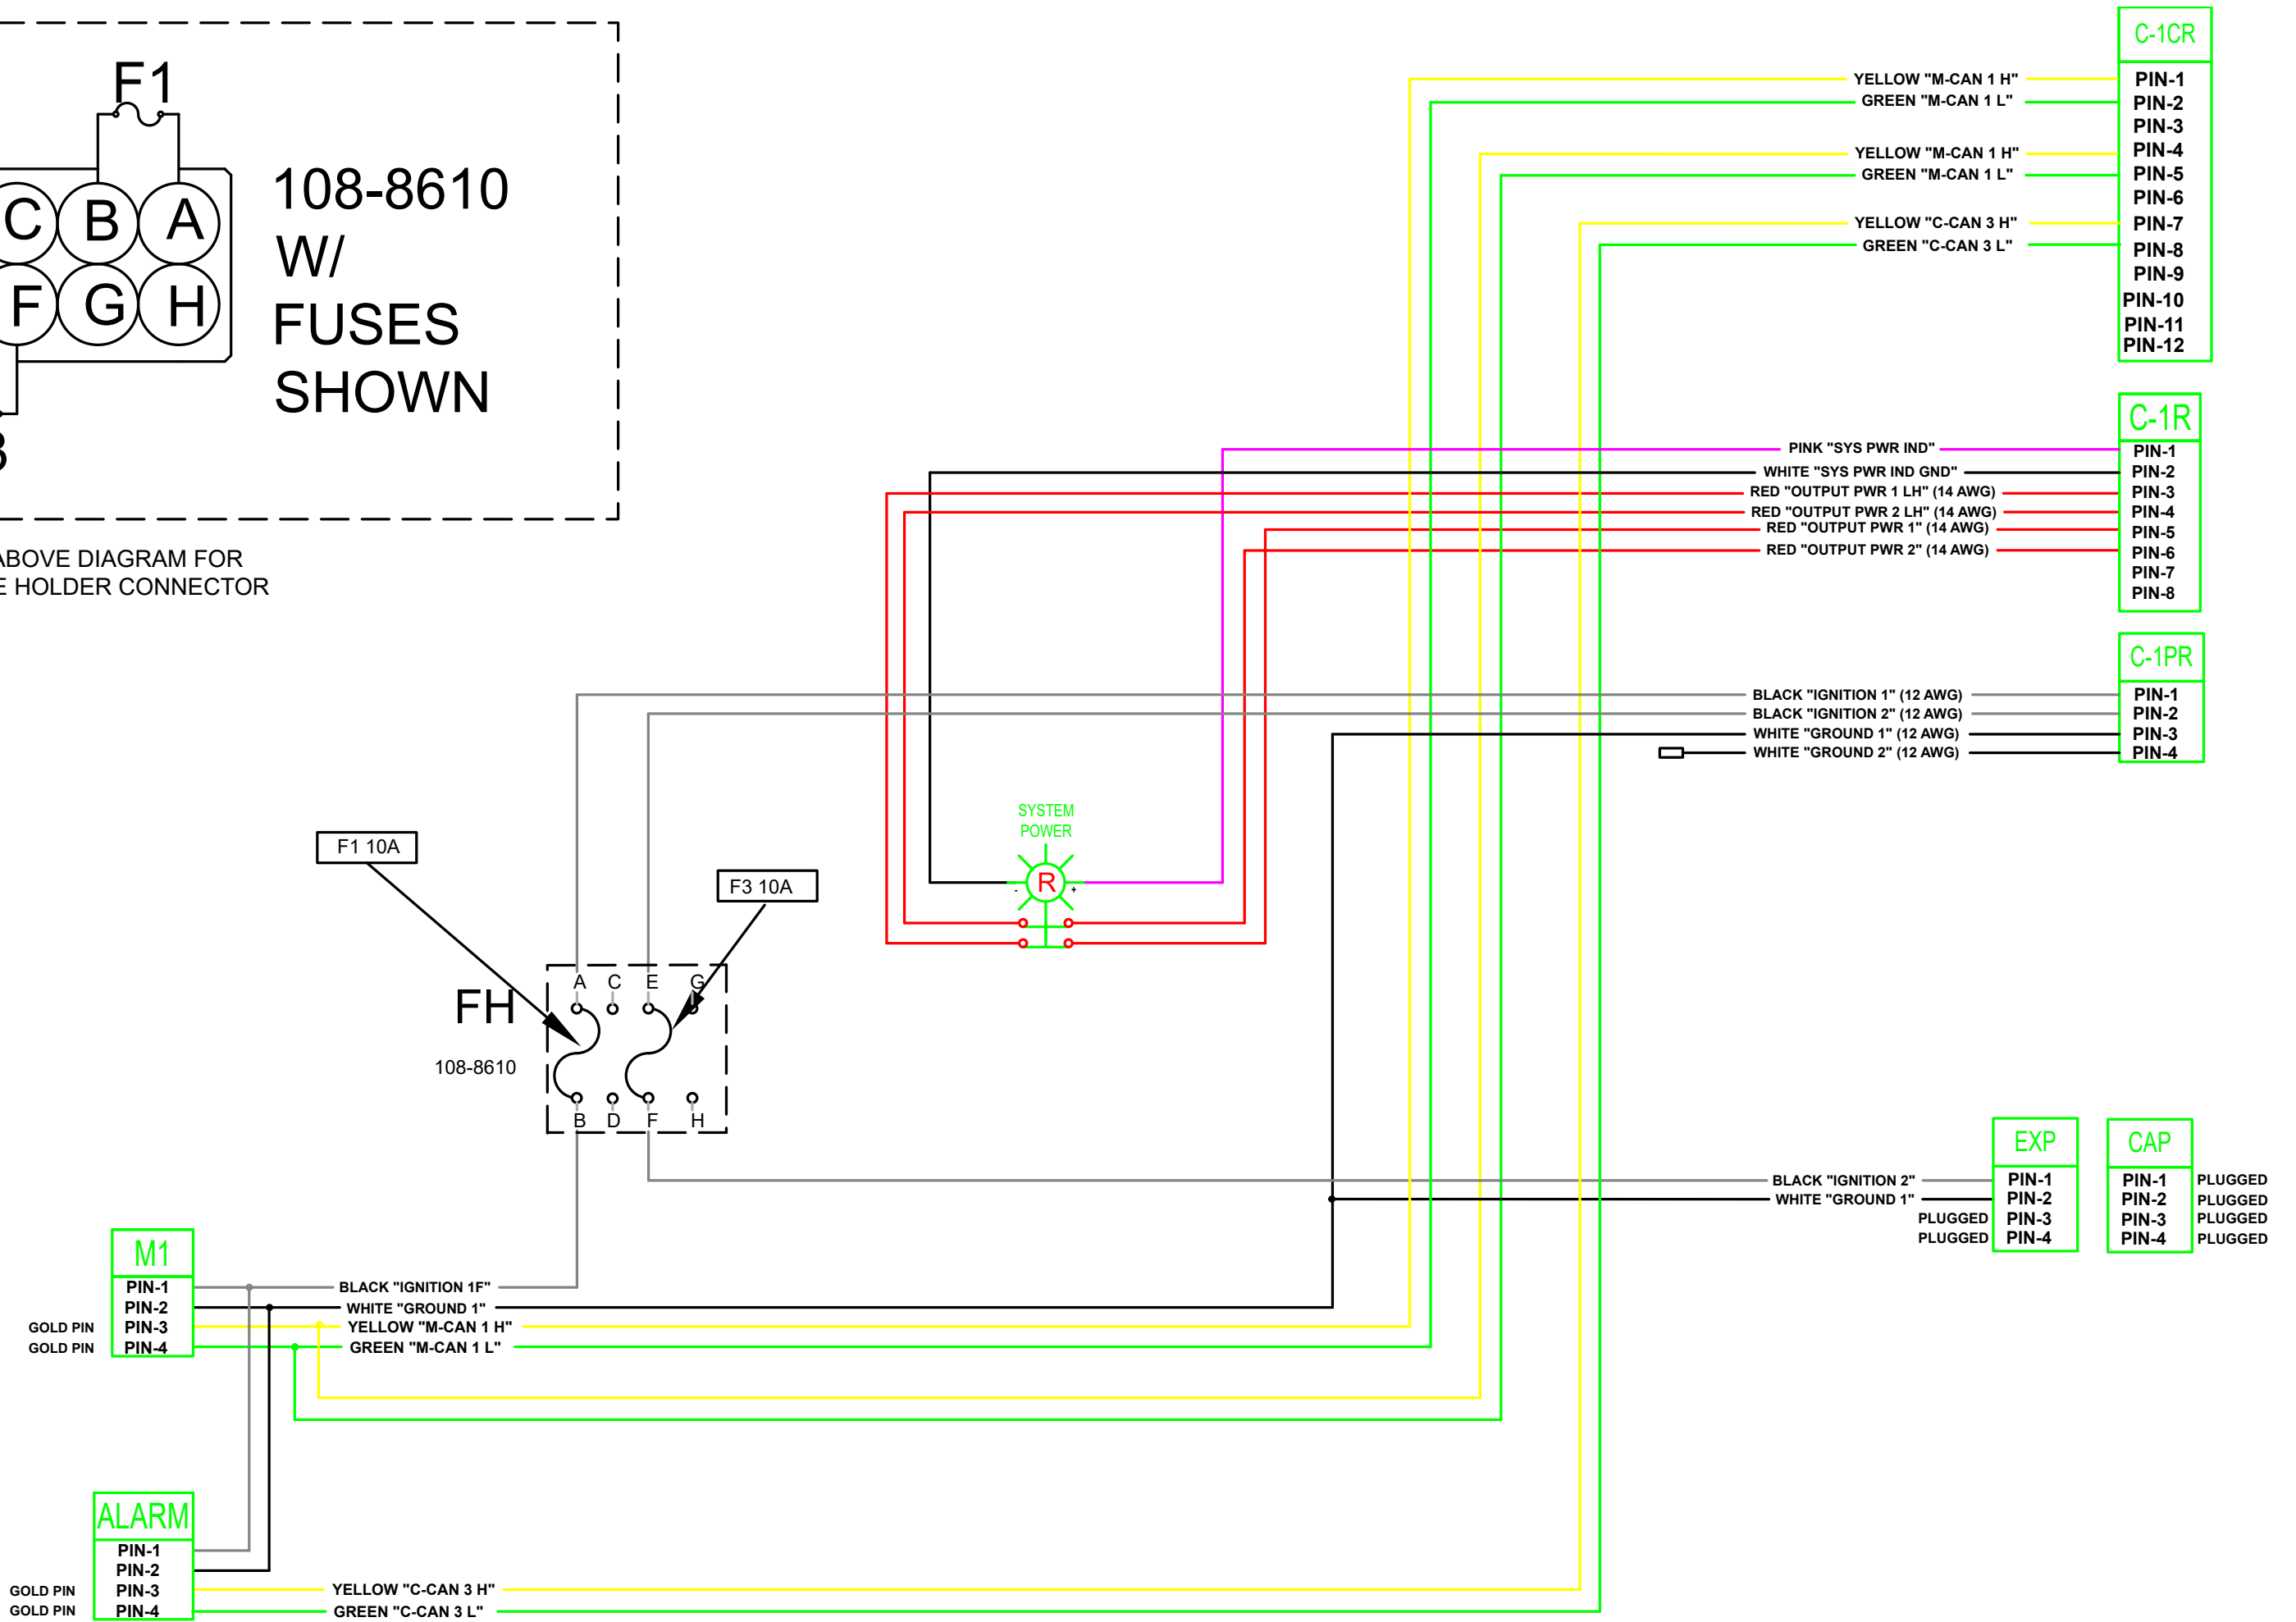 F1
C B A
F G H
108-8610
W/
FUSES
SHOWN
ABOVE DIAGRAM FOR
E HOLDER CONNECTOR
C-1CR
YELLOW "M-CAN 1 H" PIN-1
GREEN "M-CAN 1 L" PIN-2
PIN-3
YELLOW "M-CAN 1 H" PIN-4
GREEN "M-CAN 1 L" PIN-5
PIN-6
YELLOW "C-CAN 3 H" PIN-7
GREEN "C-CAN 3 L" PIN-8
PIN-9
PIN-10
PIN-11
PIN-12
C-1R
PINK "SYS PWR IND" PIN-1
WHITE "SYS PWR IND GND" PIN-2
RED "OUTPUT PWR 1 LH" (14 AWG) PIN-3
RED "OUTPUT PWR 2 LH" (14 AWG) PIN-4
RED "OUTPUT PWR 1" (14 AWG) PIN-5
RED "OUTPUT PWR 2" (14 AWG) PIN-6
PIN-7
PIN-8
C-1PR
BLACK "IGNITION 1" (12 AWG) PIN-1
BLACK "IGNITION 2" (12 AWG) PIN-2
WHITE "GROUND 1" (12 AWG) PIN-3
WHITE "GROUND 2" (12 AWG) PIN-4
SYSTEM
POWER
- R +
F1 10A
F3 10A
A C E G
FH
108-8610
B D F H
EXP
BLACK "IGNITION 2" PIN-1
WHITE "GROUND 1" PIN-2
PLUGGED PIN-3
PLUGGED PIN-4
CAP
PIN-1 PLUGGED
PIN-2 PLUGGED
PIN-3 PLUGGED
PIN-4 PLUGGED
M1
PIN-1 BLACK "IGNITION 1F"
PIN-2 WHITE "GROUND 1"
GOLD PIN PIN-3 YELLOW "M-CAN 1 H"
GOLD PIN PIN-4 GREEN "M-CAN 1 L"
ALARM
PIN-1
PIN-2
GOLD PIN PIN-3 YELLOW "C-CAN 3 H"
GOLD PIN PIN-4 GREEN "C-CAN 3 L"